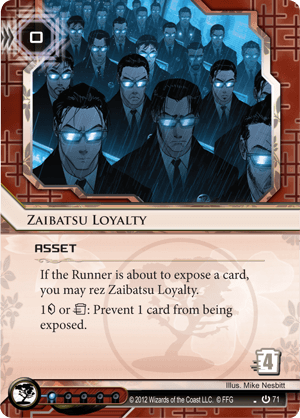 0
ZAIBATSU LOYALTY
ASSET
If the Runner is about to expose a card,
you may rez Zaibatsu Loyalty.
1 or : Prevent 1 card from being
exposed.
4
Illus. Mike Nesbitt
© 2012 Wizards of the Coast LLC. © FFG 71